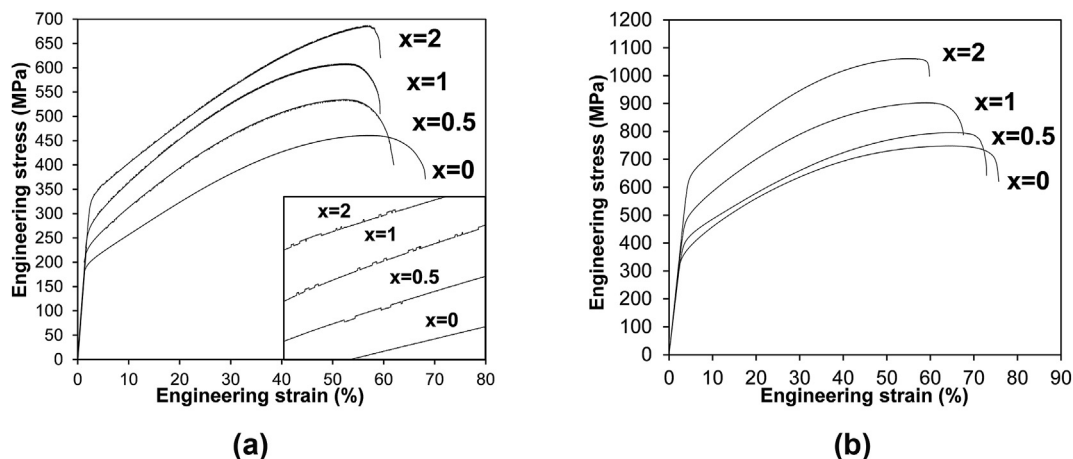 700
650
600
550
500
450
400
350
300
250
200
150
100
50
0
Engineering stress (MPa)
x=2
x=1
x=0.5
x=0
x=2
x=1
x=0.5
x=0
0 10 20 30 40 50 60 70 80
Engineering strain (%)
(a)
1200
1100
1000
900
800
700
600
500
400
300
200
100
0
Engineering stress (MPa)
x=2
x=1
x=0.5
x=0
0 10 20 30 40 50 60 70 80 90
Engineering strain (%)
(b)